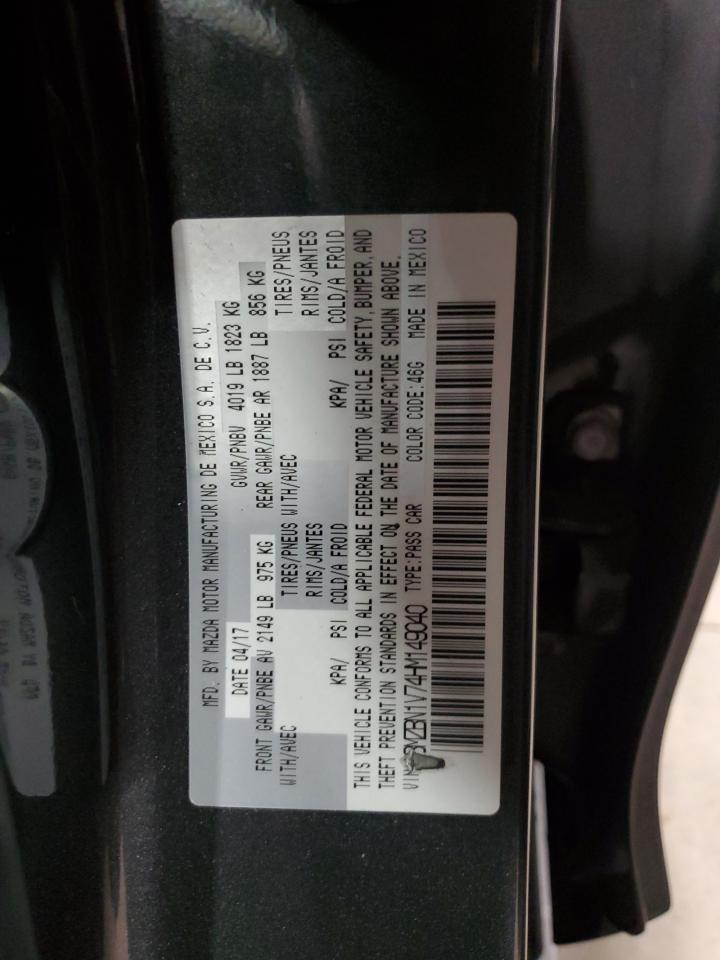 MFD. BY MAZDA MOTOR MANUFACTURING DE MEXICO S.A. DE C.V.
DATE 04/17 GVWR/PNBV 4019 LB 1823 KG
FRONT GAWR/PNBE AV 2149 LB 975 KG REAR GAWR/PNBE AR 1887 LB 856 KG
WITH/AVEC TIRES/PNEUS WITH/AVEC TIRES/PNEUS
RIMS/JANTES RIMS/JANTES
KPA/ PSI COLD/A FROID KPA/ PSI COLD/A FROID
THIS VEHICLE CONFORMS TO ALL APPLICABLE FEDERAL MOTOR VEHICLE SAFETY, BUMPER, AND
THEFT PREVENTION STANDARDS IN EFFECT ON THE DATE OF MANUFACTURE SHOWN ABOVE.
VIN: 3MZBN1V74HM149040 TYPE:PASS CAR COLOR CODE:46G MADE IN MEXICO